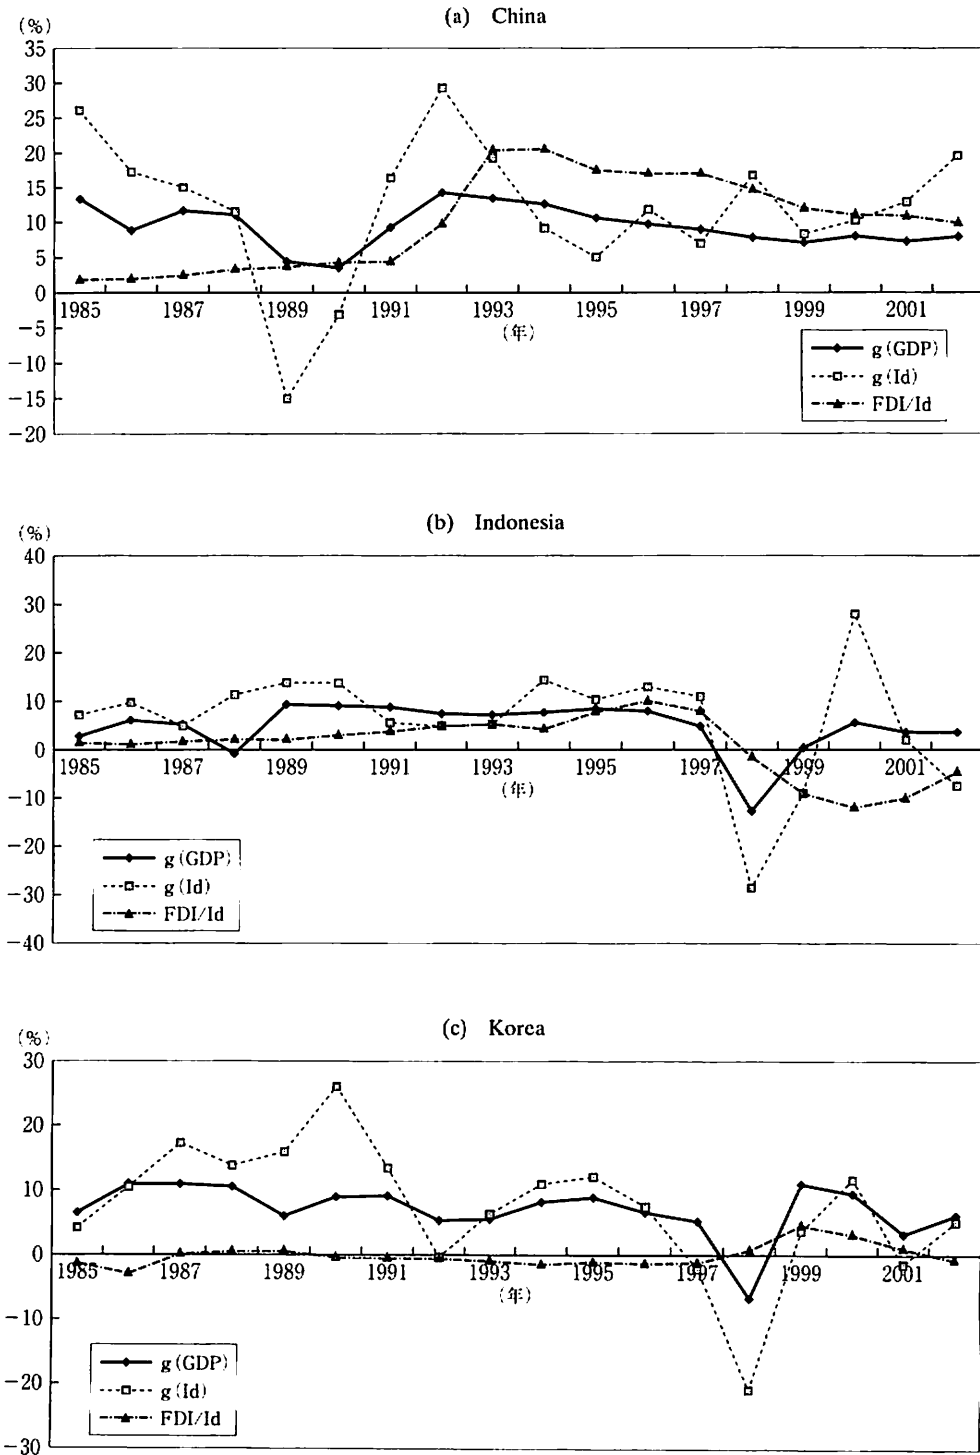 (a) China
(%)
35
30
25
20
15
10
5
0
1985 1987 1989 1991 1993 1995 1997 1999 2001
(年)
−5
−10
−15
−20
g(GDP)
g(Id)
FDI/Id
(b) Indonesia
(%)
40
30
20
10
0
1985 1987 1989 1991 1993 1995 1997 1999 2001
(年)
−10
−20
−30
−40
g(GDP)
g(Id)
FDI/Id
(c) Korea
(%)
30
20
10
0
1985 1987 1989 1991 1993 1995 1997 1999 2001
(年)
−10
−20
−30
g(GDP)
g(Id)
FDI/Id